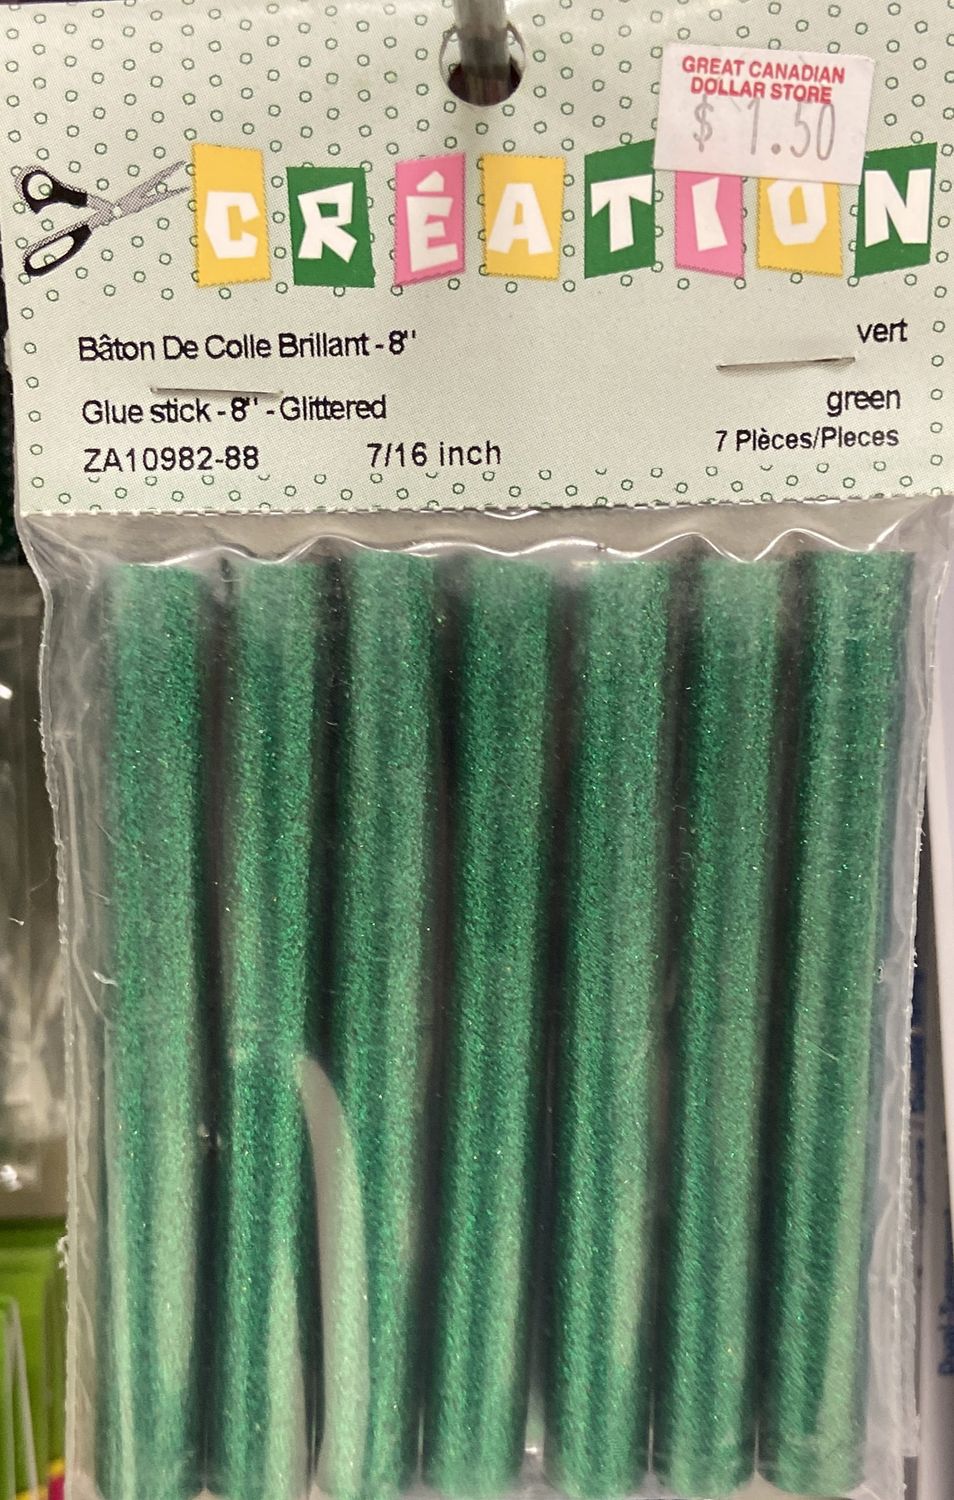 GREAT CANADIAN
DOLLAR STORE
$ 1.50
CRÉATION
Bâton De Colle Brillant - 8"
vert
Glue stick - 8" - Glittered
green
ZA10982-88
7/16 inch
7 Pièces/Pieces